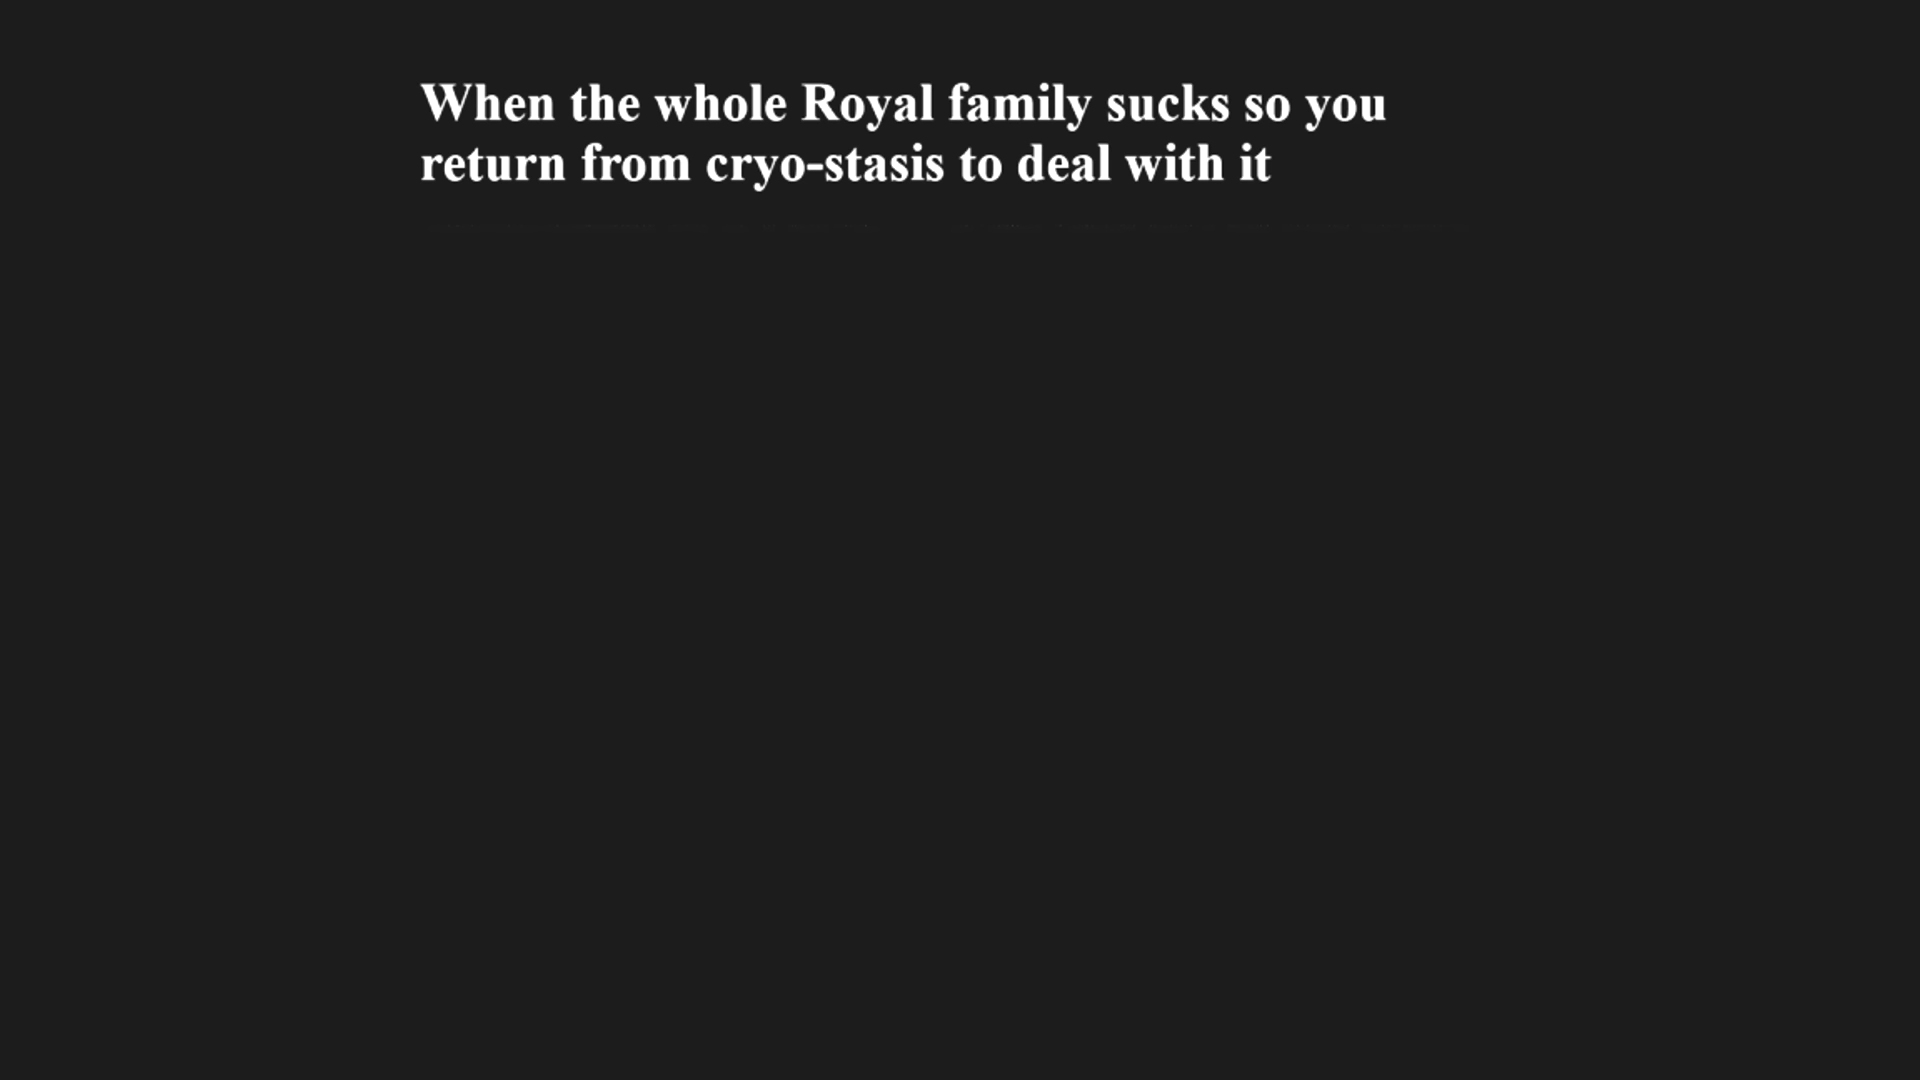 When the whole Royal family sucks so you
return from cryo-stasis to deal with it